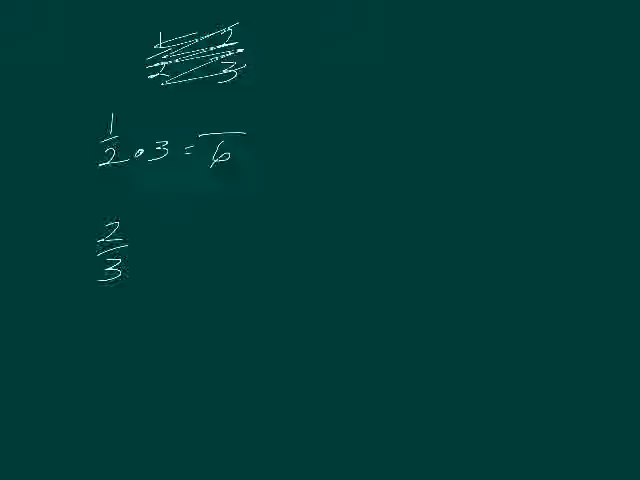 1/2 • 3 = /6
2/3